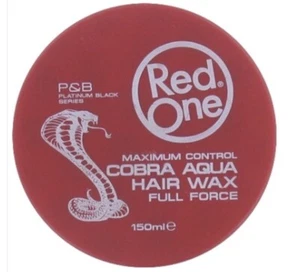 Red
One
P&B
PLATINUM BLACK
SERIES
MAXIMUM CONTROL
COBRA AQUA
HAIR WAX
FULL FORCE
150ml e